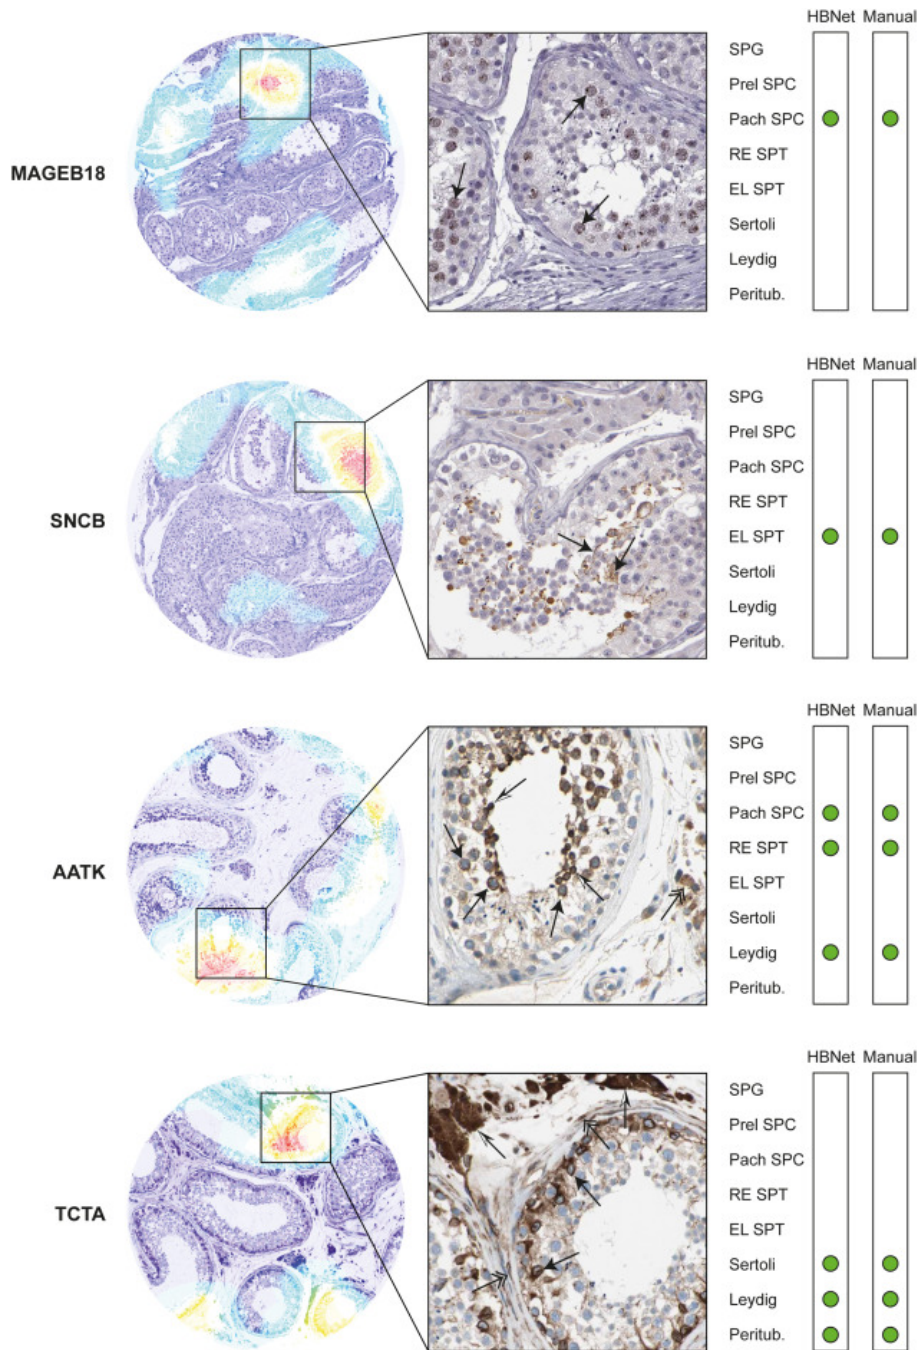 HBNet Manual
SPG
Prel SPC
Pach SPC
RE SPT
EL SPT
Sertoli
Leydig
Peritub.
MAGEB18
HBNet Manual
SPG
Prel SPC
Pach SPC
RE SPT
EL SPT
Sertoli
Leydig
Peritub.
SNCB
HBNet Manual
SPG
Prel SPC
Pach SPC
RE SPT
EL SPT
Sertoli
Leydig
Peritub.
AATK
HBNet Manual
SPG
Prel SPC
Pach SPC
RE SPT
EL SPT
Sertoli
Leydig
Peritub.
TCTA